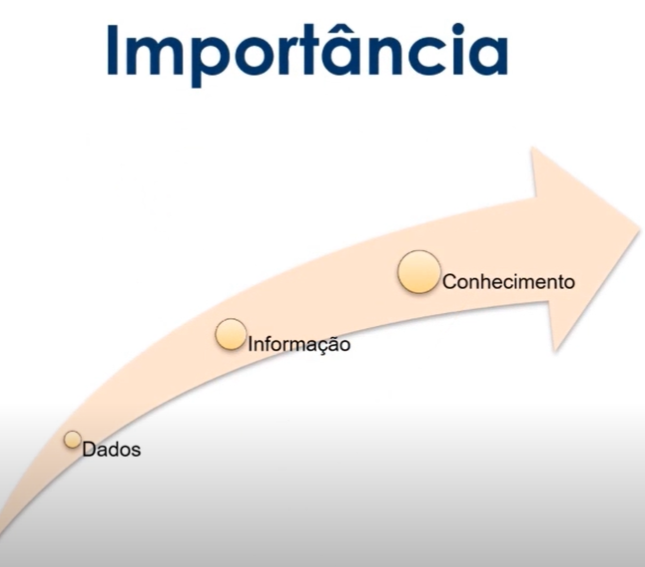 Importância
Conhecimento
Informação
Dados